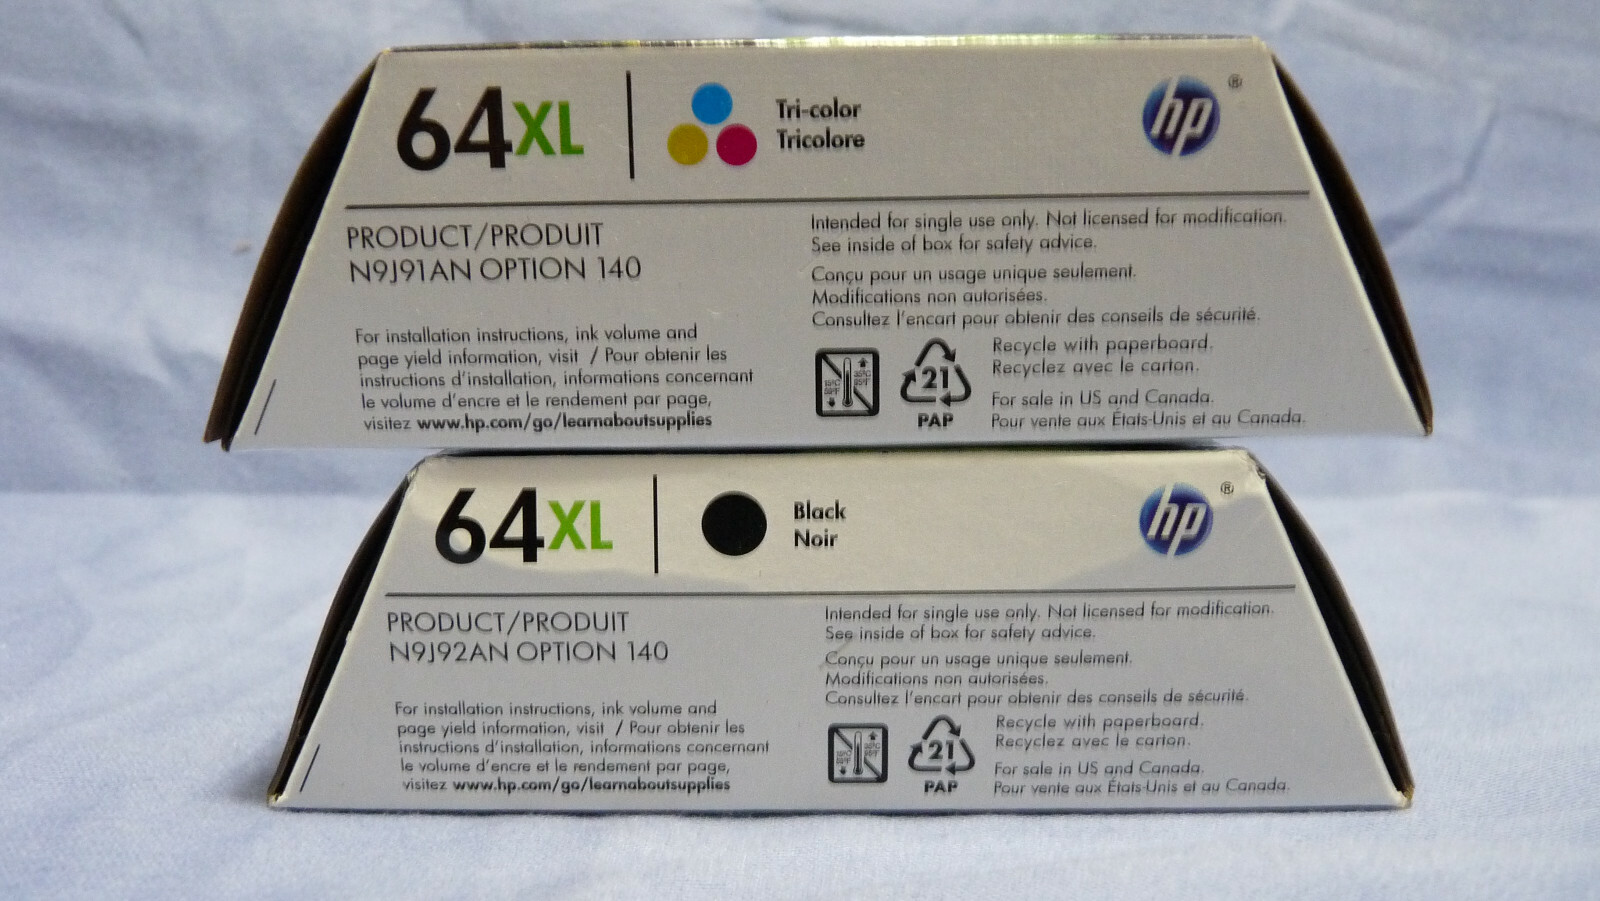 64XL
Tri-color
Tricolore
hp®
PRODUCT/PRODUIT
N9J91AN OPTION 140
For installation instructions, ink volume and
page yield information, visit / Pour obtenir les
instructions d'installation, informations concernant
le volume d'encre et le rendement par page,
visitez www.hp.com/go/learnaboutsupplies
Intended for single use only. Not licensed for modification.
See inside of box for safety advice.
Conçu pour un usage unique seulement.
Modifications non autorisées.
Consultez l'encart pour obtenir des conseils de sécurité.
21
PAP
Recycle with paperboard.
Recyclez avec le carton.
For sale in US and Canada.
Pour vente aux États-Unis et au Canada.
64XL
Black
Noir
hp®
PRODUCT/PRODUIT
N9J92AN OPTION 140
For installation instructions, ink volume and
page yield information, visit / Pour obtenir les
instructions d'installation, informations concernant
le volume d'encre et le rendement par page,
visitez www.hp.com/go/learnaboutsupplies
Intended for single use only. Not licensed for modification.
See inside of box for safety advice.
Conçu pour un usage unique seulement.
Modifications non autorisées.
Consultez l'encart pour obtenir des conseils de sécurité.
21
PAP
Recycle with paperboard.
Recyclez avec le carton.
For sale in US and Canada.
Pour vente aux États-Unis et au Canada.